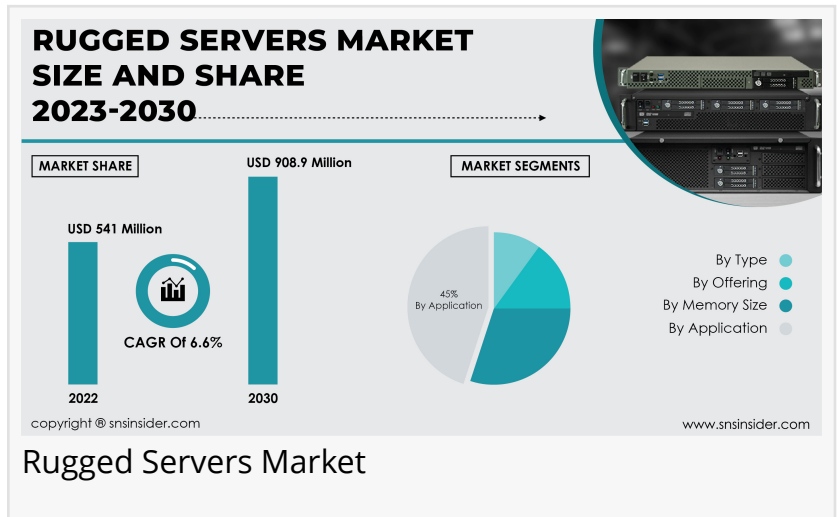 RUGGED SERVERS MARKET
SIZE AND SHARE
2023-2030
MARKET SHARE
USD 908.9 Million
MARKET SEGMENTS
USD 541 Million
CAGR Of 6.6%
2022
2030
45%
By Application
By Type
By Offering
By Memory Size
By Application
copyright ® snsinsider.com
www.snsinsider.com
Rugged Servers Market